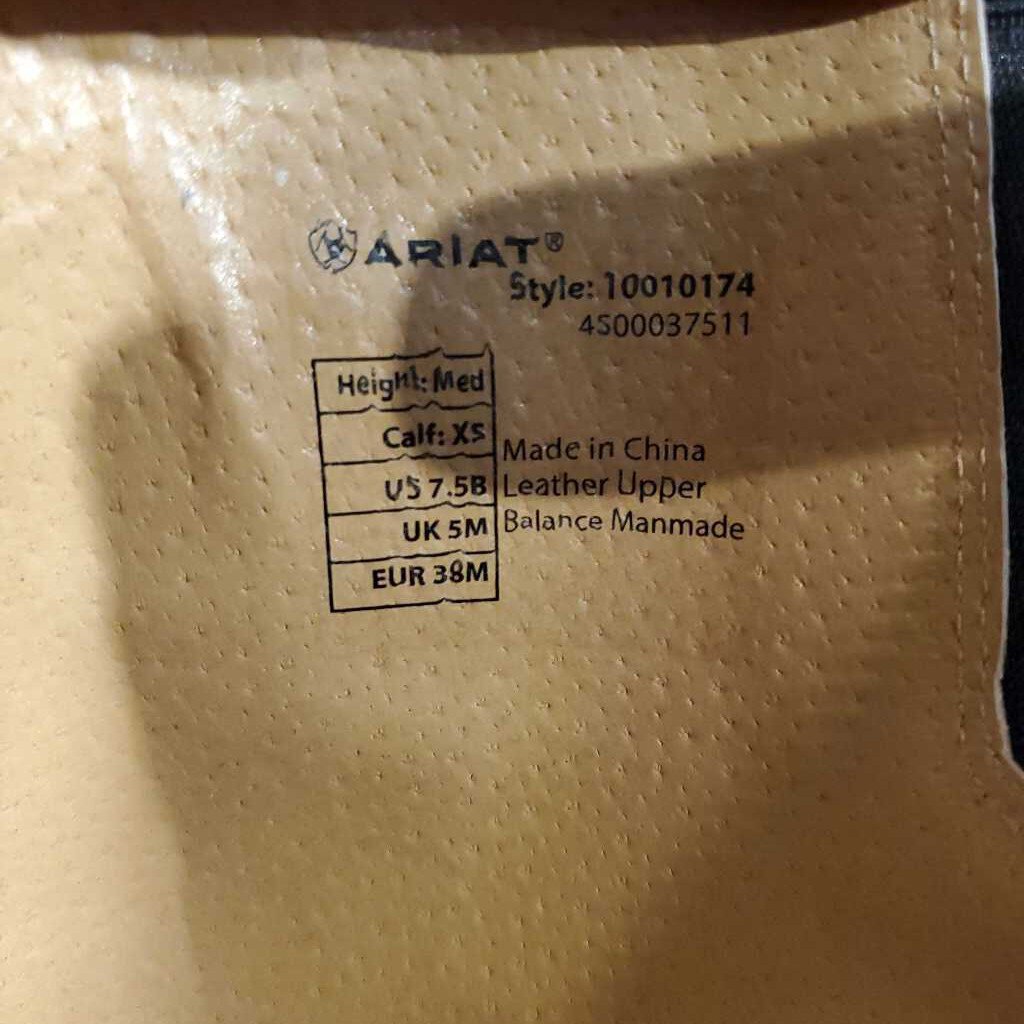 ARIAT®
Style: 10010174
4500037511
Height: Med
Calf: XS
US 7.5B
UK 5M
EUR 38M
Made in China
Leather Upper
Balance Manmade